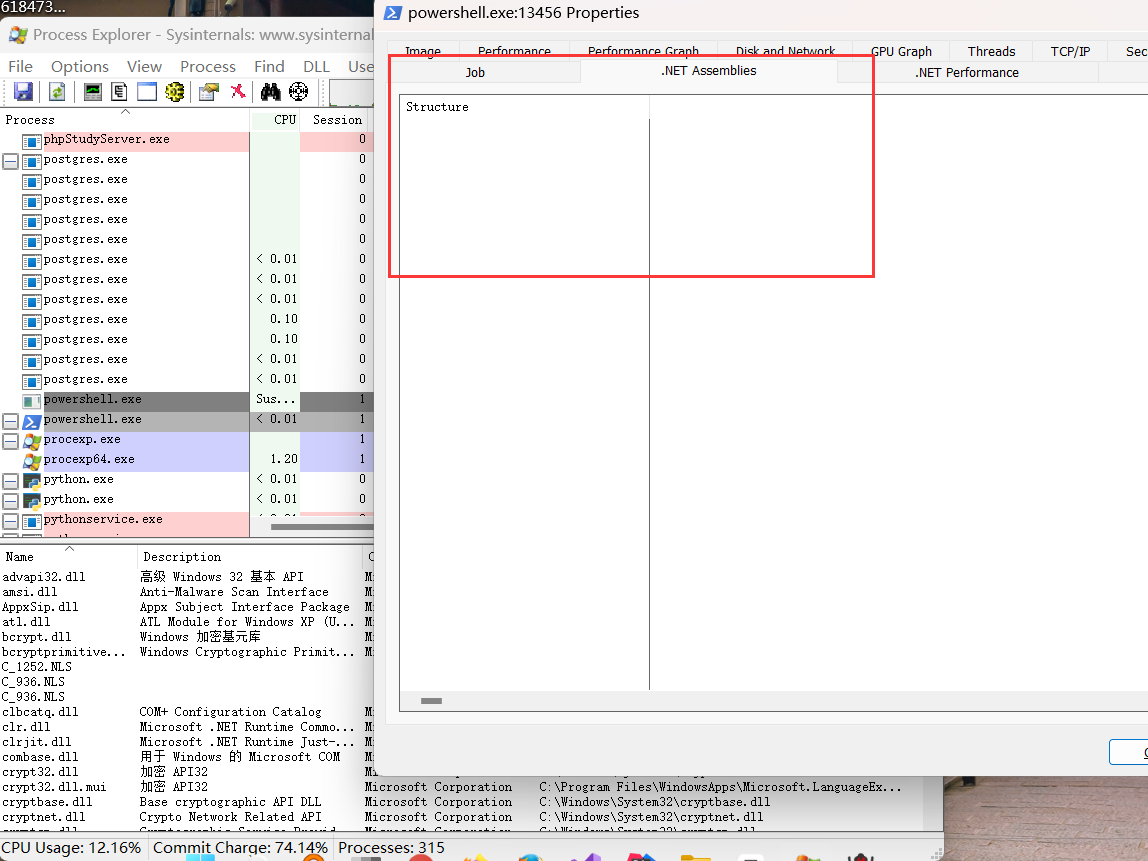 618473...
Process Explorer - Sysinternals: www.sysinternal
File Options View Process Find DLL Use
Process CPU Session
phpStudyServer.exe 0
postgres.exe 0
postgres.exe 0
postgres.exe 0
postgres.exe 0
postgres.exe 0
postgres.exe < 0.01 0
postgres.exe < 0.01 0
postgres.exe < 0.01 0
postgres.exe 0.10 0
postgres.exe 0.10 0
postgres.exe < 0.01 0
postgres.exe < 0.01 0
powershell.exe Sus... 1
powershell.exe < 0.01 1
procexp.exe 1
procexp64.exe 1.20 1
python.exe < 0.01 0
python.exe < 0.01 0
pythonservice.exe
powershell.exe:13456 Properties
Image Performance Performance Graph Disk and Network GPU Graph Threads TCP/IP Sec
Job .NET Assemblies .NET Performance
Structure
Name Description C
advapi32.dll 高级 Windows 32 基本 API Mi
amsi.dll Anti-Malware Scan Interface
AppxSip.dll Appx Subject Interface Package
atl.dll ATL Module for Windows XP (U...
bcrypt.dll Windows 加密基元库
bcryptprimitive... Windows Cryptographic Primit...
C_1252.NLS
C_936.NLS
C_936.NLS
clbcatq.dll COM+ Configuration Catalog
clr.dll Microsoft .NET Runtime Commo...
clrjit.dll Microsoft .NET Runtime Just-...
combase.dll 用于 Windows 的 Microsoft COM
crypt32.dll 加密 API32
crypt32.dll.mui 加密 API32 Microsoft Corporation C:\Program Files\WindowsApps\Microsoft.LanguageEx...
cryptbase.dll Base cryptographic API DLL Microsoft Corporation C:\Windows\System32\cryptbase.dll
cryptnet.dll Crypto Network Related API Microsoft Corporation C:\Windows\System32\cryptnet.dll
CPU Usage: 12.16% Commit Charge: 74.14% Processes: 315